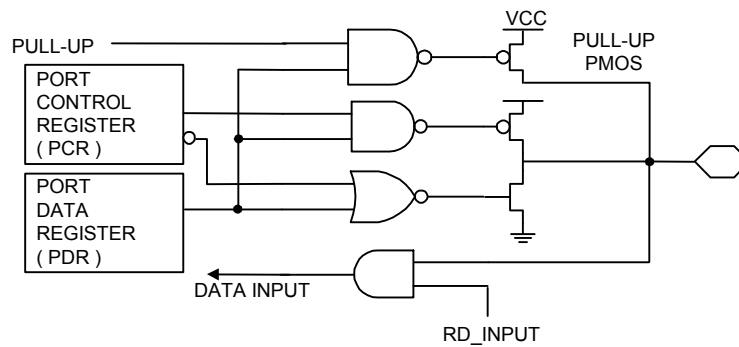 VCC
PULL-UP
PULL-UP
PMOS
PORT
CONTROL
REGISTER
( PCR )
PORT
DATA
REGISTER
( PDR )
DATA INPUT
RD_INPUT